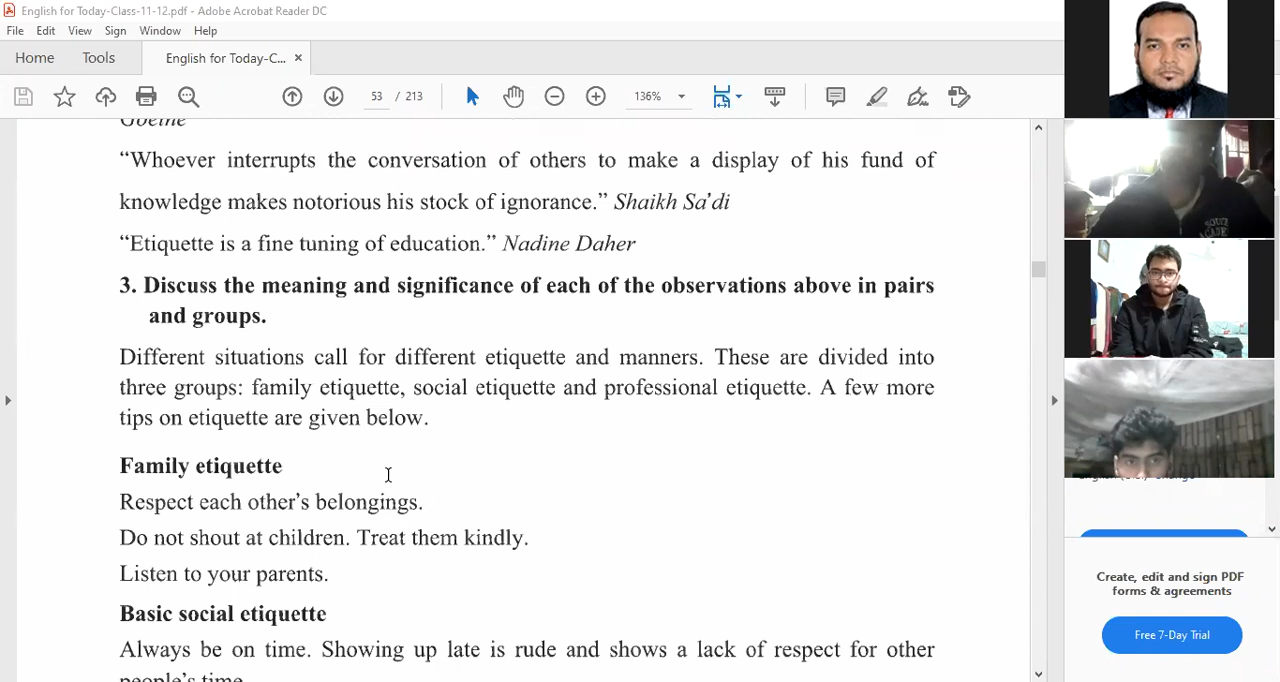 English for Today-Class-11-12.pdf - Adobe Acrobat Reader DC
File Edit View Sign Window Help
Home Tools English for Today-C... ×
53 / 213 136%
Goethe
“Whoever interrupts the conversation of others to make a display of his fund of
knowledge makes notorious his stock of ignorance.” Shaikh Sa’di
“Etiquette is a fine tuning of education.” Nadine Daher
3. Discuss the meaning and significance of each of the observations above in pairs
and groups.
Different situations call for different etiquette and manners. These are divided into
three groups: family etiquette, social etiquette and professional etiquette. A few more
tips on etiquette are given below.
Family etiquette
Respect each other’s belongings.
Do not shout at children. Treat them kindly.
Listen to your parents.
Basic social etiquette
Always be on time. Showing up late is rude and shows a lack of respect for other
people’s time.
Create, edit and sign PDF
forms & agreements
Free 7-Day Trial